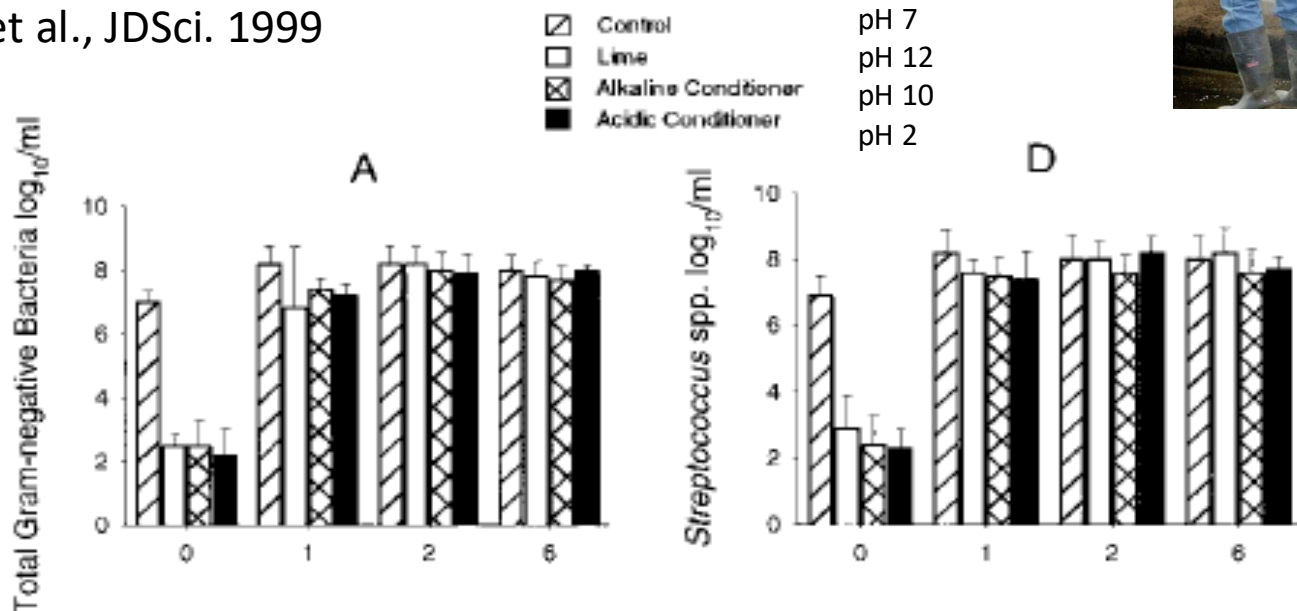 et al., JDSci. 1999
Control
Lime
Alkaline Conditioner
Acidic Conditioner
pH 7
pH 12
pH 10
pH 2
A
Total Gram-negative Bacteria log10/ml
10
8
6
4
2
0
0 1 2 6
D
Streptococcus spp. log10/ml
10
8
6
4
2
0
0 1 2 6